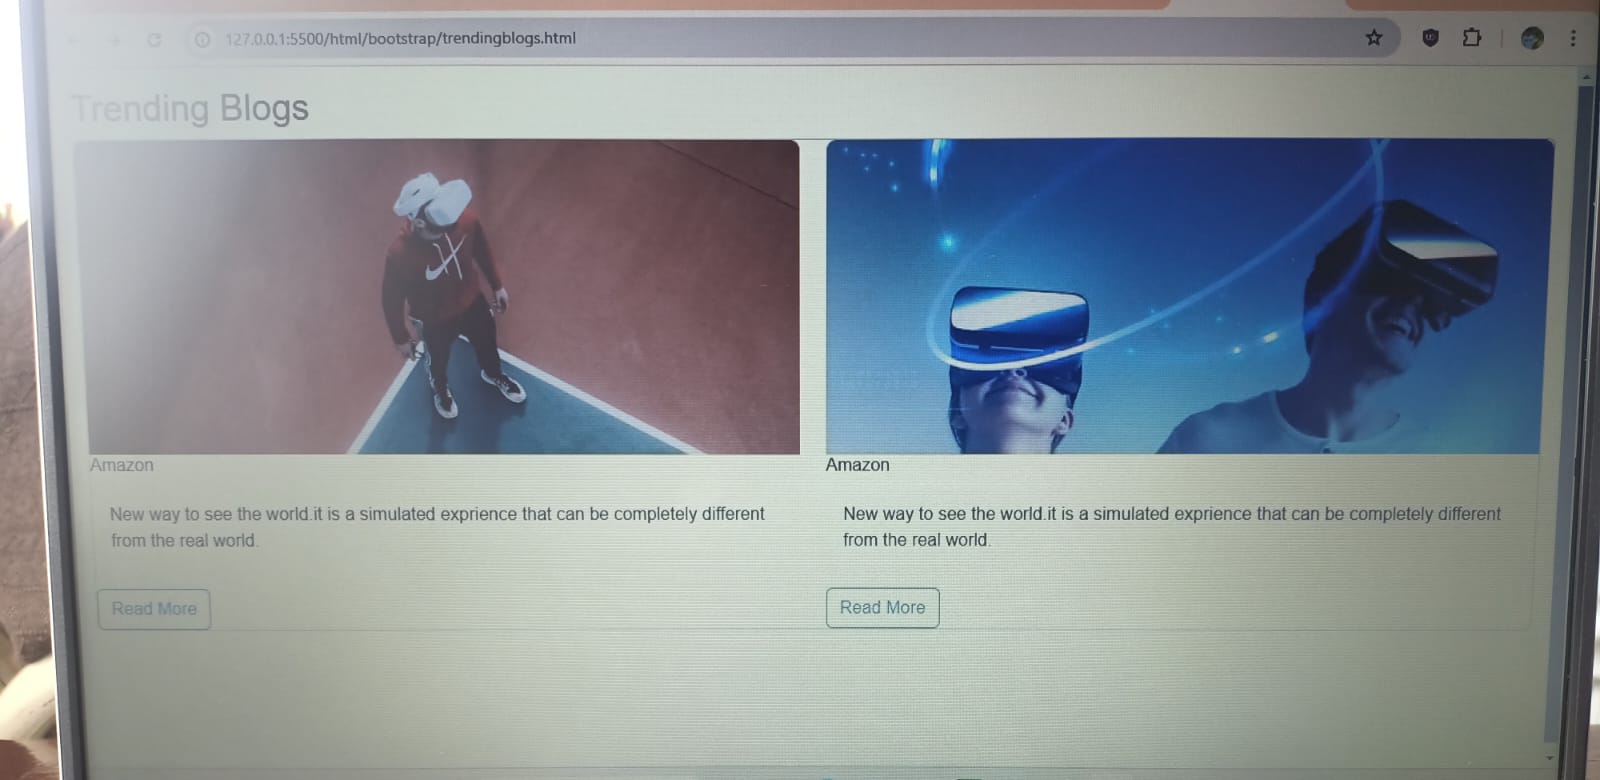 127.0.0.1:5500/html/bootstrap/trendingblogs.html
Trending Blogs
Amazon
New way to see the world.it is a simulated exprience that can be completely different
from the real world.
Read More
Amazon
New way to see the world.it is a simulated exprience that can be completely different
from the real world.
Read More